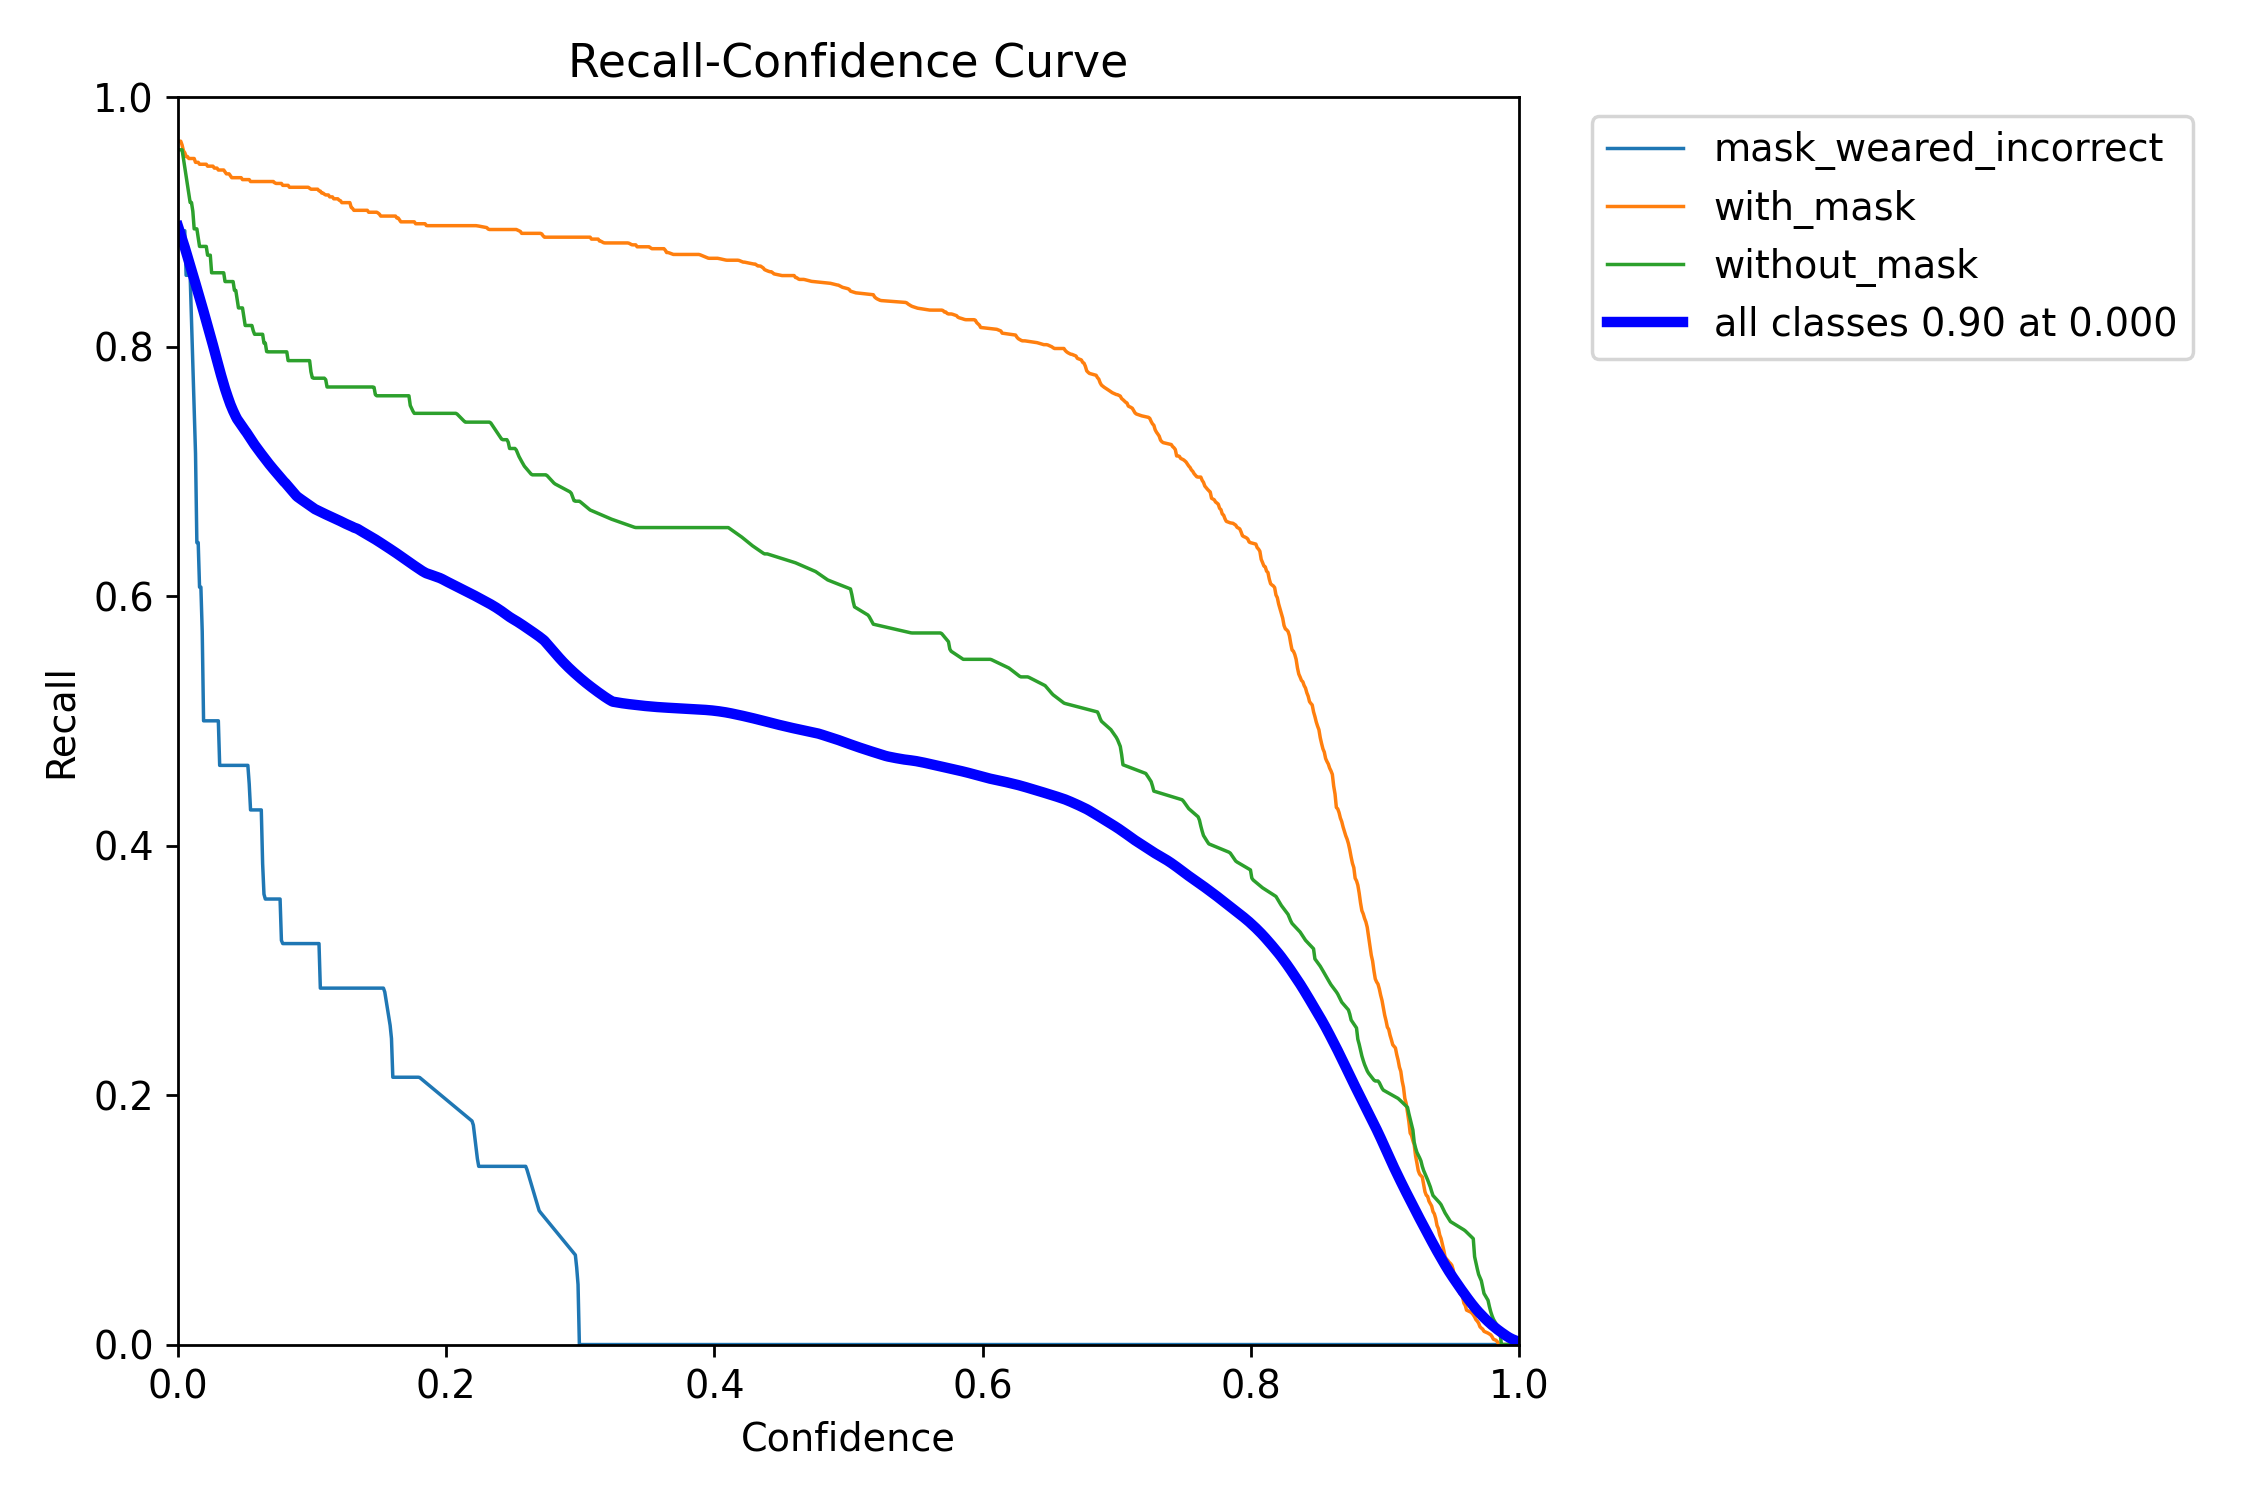 Recall-Confidence Curve
1.0
0.8
0.6
0.4
0.2
0.0
Recall
0.0 0.2 0.4 0.6 0.8 1.0
Confidence
mask_weared_incorrect
with_mask
without_mask
all classes 0.90 at 0.000